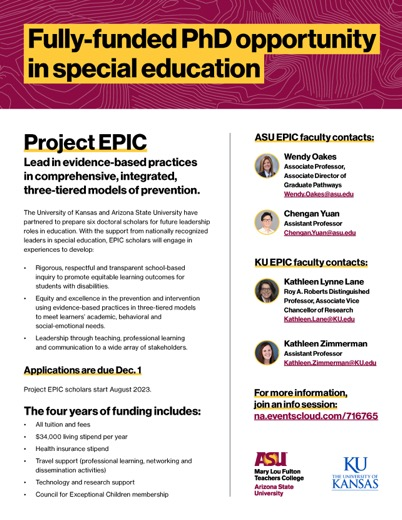 Fully-funded PhD opportunity
in special education
Project EPIC
Lead in evidence-based practices
in comprehensive, integrated,
three-tiered models of prevention.
The University of Kansas and Arizona State University have
partnered to prepare six doctoral scholars for future leadership
roles in education. With the support from nationally recognized
leaders in special education, EPIC scholars will engage in
experiences to develop:
• Rigorous, respectful and transparent school-based
inquiry to promote equitable learning outcomes for
students with disabilities.
• Equity and excellence in the prevention and intervention
using evidence-based practices in three-tiered models
to meet learners' academic, behavioral and
social-emotional needs.
• Leadership through teaching, professional learning
and communication to a wide array of stakeholders.
Applications are due Dec. 1
Project EPIC scholars start August 2023.
The four years of funding includes:
• All tuition and fees
• $34,000 living stipend per year
• Health insurance stipend
• Travel support (professional learning, networking and
dissemination activities)
• Technology and research support
• Council for Exceptional Children membership
ASU EPIC faculty contacts:
Wendy Oakes
Associate Professor,
Associate Director of
Graduate Pathways
Wendy.Oakes@asu.edu
Chengan Yuan
Assistant Professor
Chengan.Yuan@asu.edu
KU EPIC faculty contacts:
Kathleen Lynne Lane
Roy A. Roberts Distinguished
Professor, Associate Vice
Chancellor of Research
Kathleen.Lane@KU.edu
Kathleen Zimmerman
Assistant Professor
Kathleen.Zimmerman@KU.edu
For more information,
join an info session:
na.eventscloud.com/716765
ASU
Mary Lou Fulton
Teachers College
Arizona State
University
KU
THE UNIVERSITY OF
KANSAS